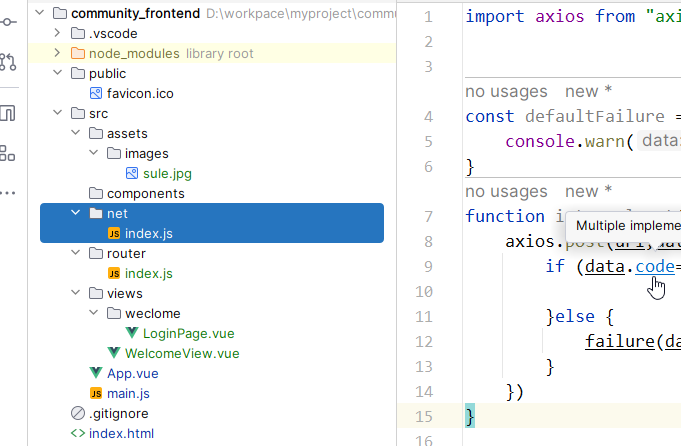 community_frontend D:\workpace\myproject\commu
.vscode
node_modules library root
public
favicon.ico
src
assets
images
sule.jpg
components
net
JS index.js
router
JS index.js
views
weclome
LoginPage.vue
WelcomeView.vue
App.vue
JS main.js
.gitignore
index.html
1 import axios from "axi
2
3
no usages new *
4 const defaultFailure =
5 console.warn( data:
6 }
no usages new *
7 function
Multiple impleme
8 axios.post(url,dat
9 if (data.code=
10
11 }else {
12 failure(da
13 }
14 })
15 }
16